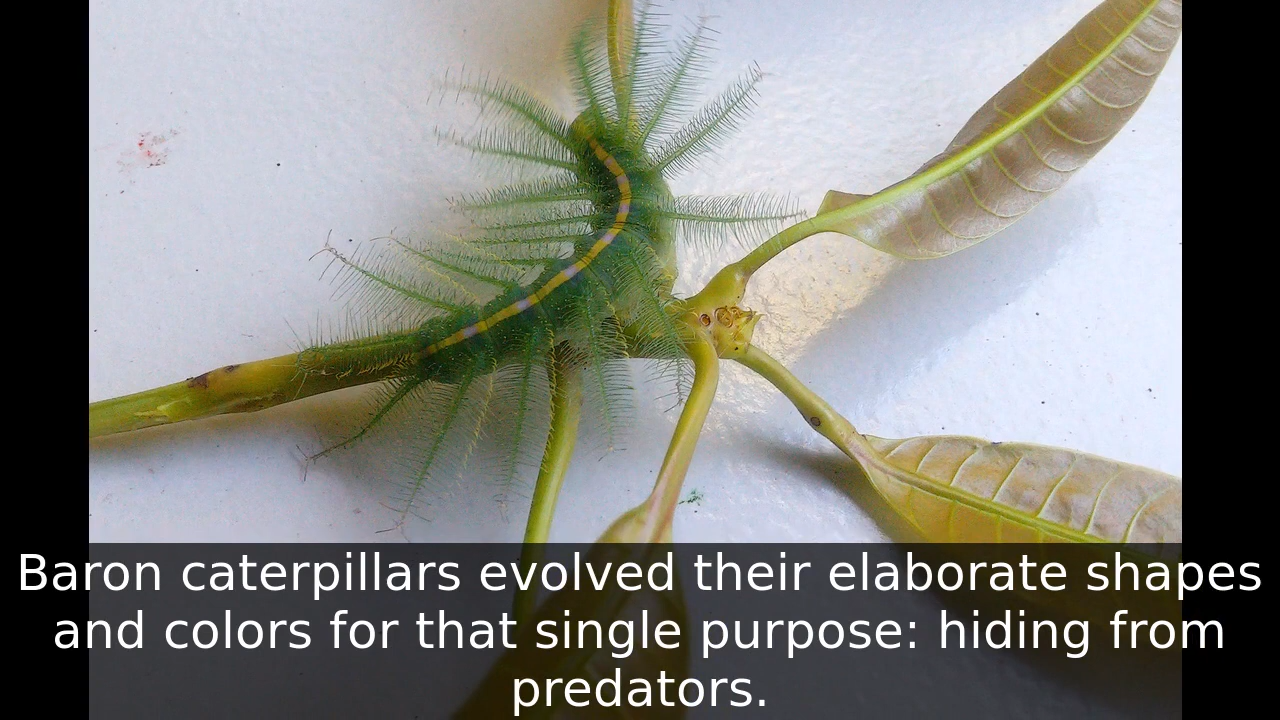 Baron caterpillars evolved their elaborate shapes
and colors for that single purpose: hiding from
predators.